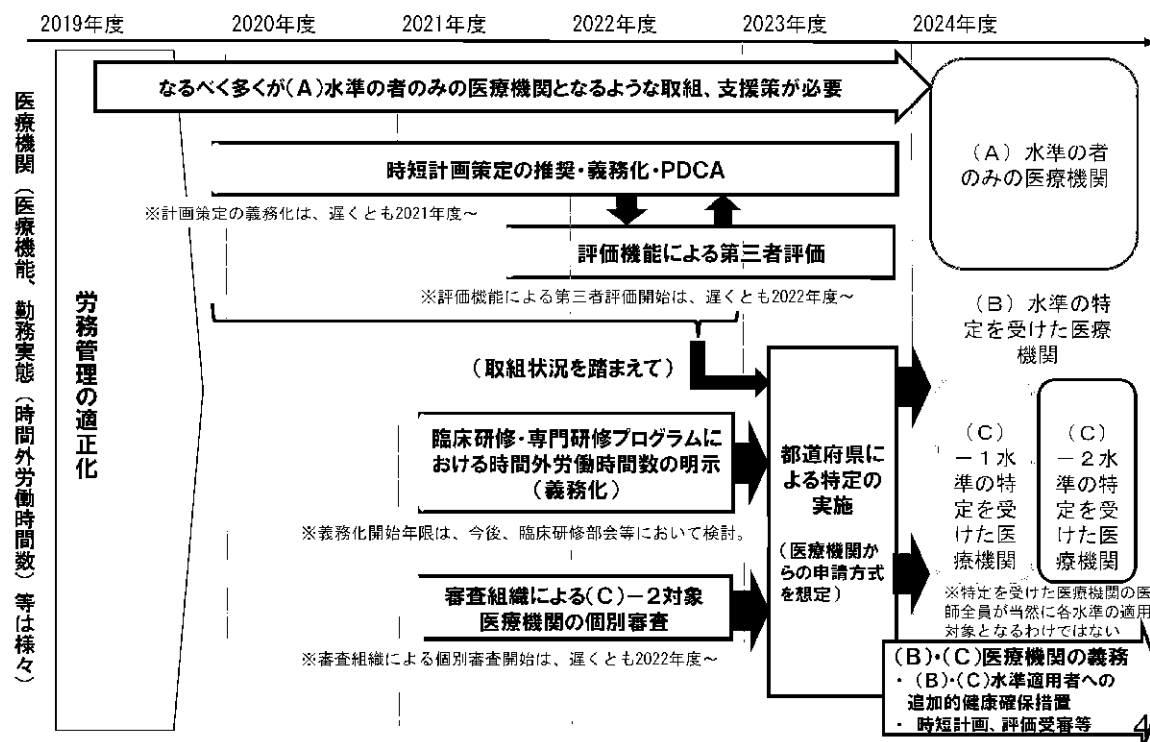 2019年度
2020年度
2021年度
2022年度
2023年度
2024年度
医療機関（医療機能、勤務実態（時間外労働時間数）等は様々）
労務管理の適正化
なるべく多くが(A)水準の者のみの医療機関となるような取組、支援策が必要
時短計画策定の推奨・義務化・PDCA
※計画策定の義務化は、遅くとも2021年度～
評価機能による第三者評価
※評価機能による第三者評価開始は、遅くとも2022年度～
(取組状況を踏まえて)
臨床研修・専門研修プログラムに
おける時間外労働時間数の明示
(義務化)
※義務化開始年限は、今後、臨床研修部会等において検討。
審査組織による(C)－2対象
医療機関の個別審査
※審査組織による個別審査開始は、遅くとも2022年度～
都道府県に
よる特定の
実施
(医療機関か
らの申請方式
を想定)
(A)水準の者
のみの医療機関
(B)水準の特
定を受けた医療
機関
(C)
－1水
準の特
定を受
けた医
療機関
(C)
－2水
準の特
定を受
けた医
療機関
※特定を受けた医療機関の医
師全員が当然に各水準の適用
対象となるわけではない
(B)・(C)医療機関の義務
・ (B)・(C)水準適用者への
追加的健康確保措置
・ 時短計画、評価受審等
4